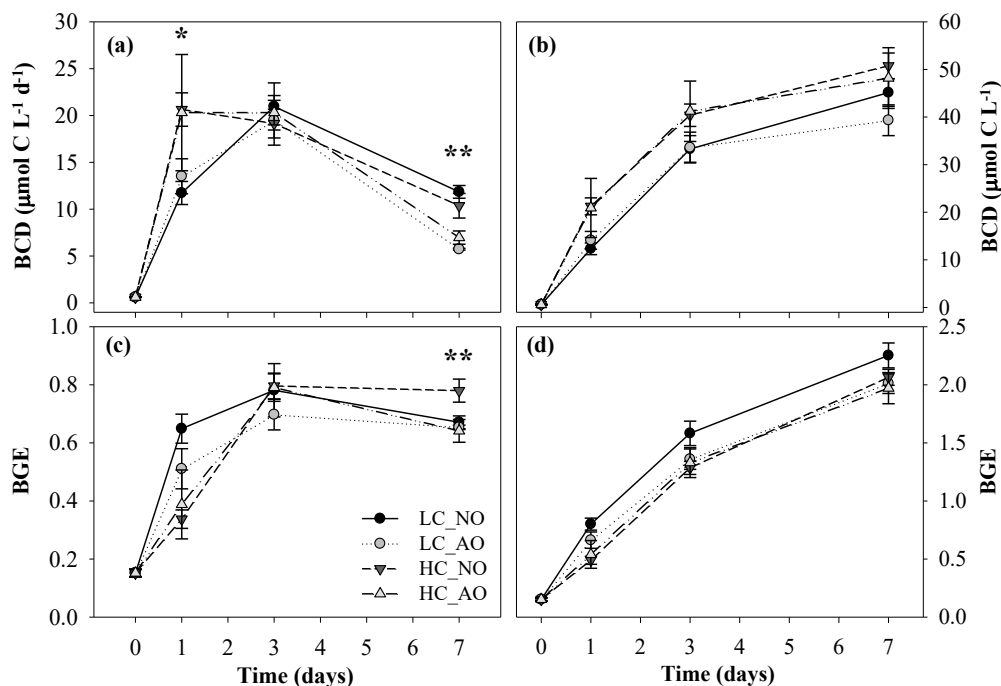 (a)
*
**
BCD (µmol C L-1 d-1)
30
25
20
15
10
5
0
(b)
BCD (µmol C L-1)
60
50
40
30
20
10
0
(c)
**
BGE
1.0
0.8
0.6
0.4
0.2
0.0
LC_NO
LC_AO
HC_NO
HC_AO
0 1 2 3 4 5 6 7
Time (days)
(d)
BGE
2.5
2.0
1.5
1.0
0.5
0.0
0 1 2 3 4 5 6 7
Time (days)